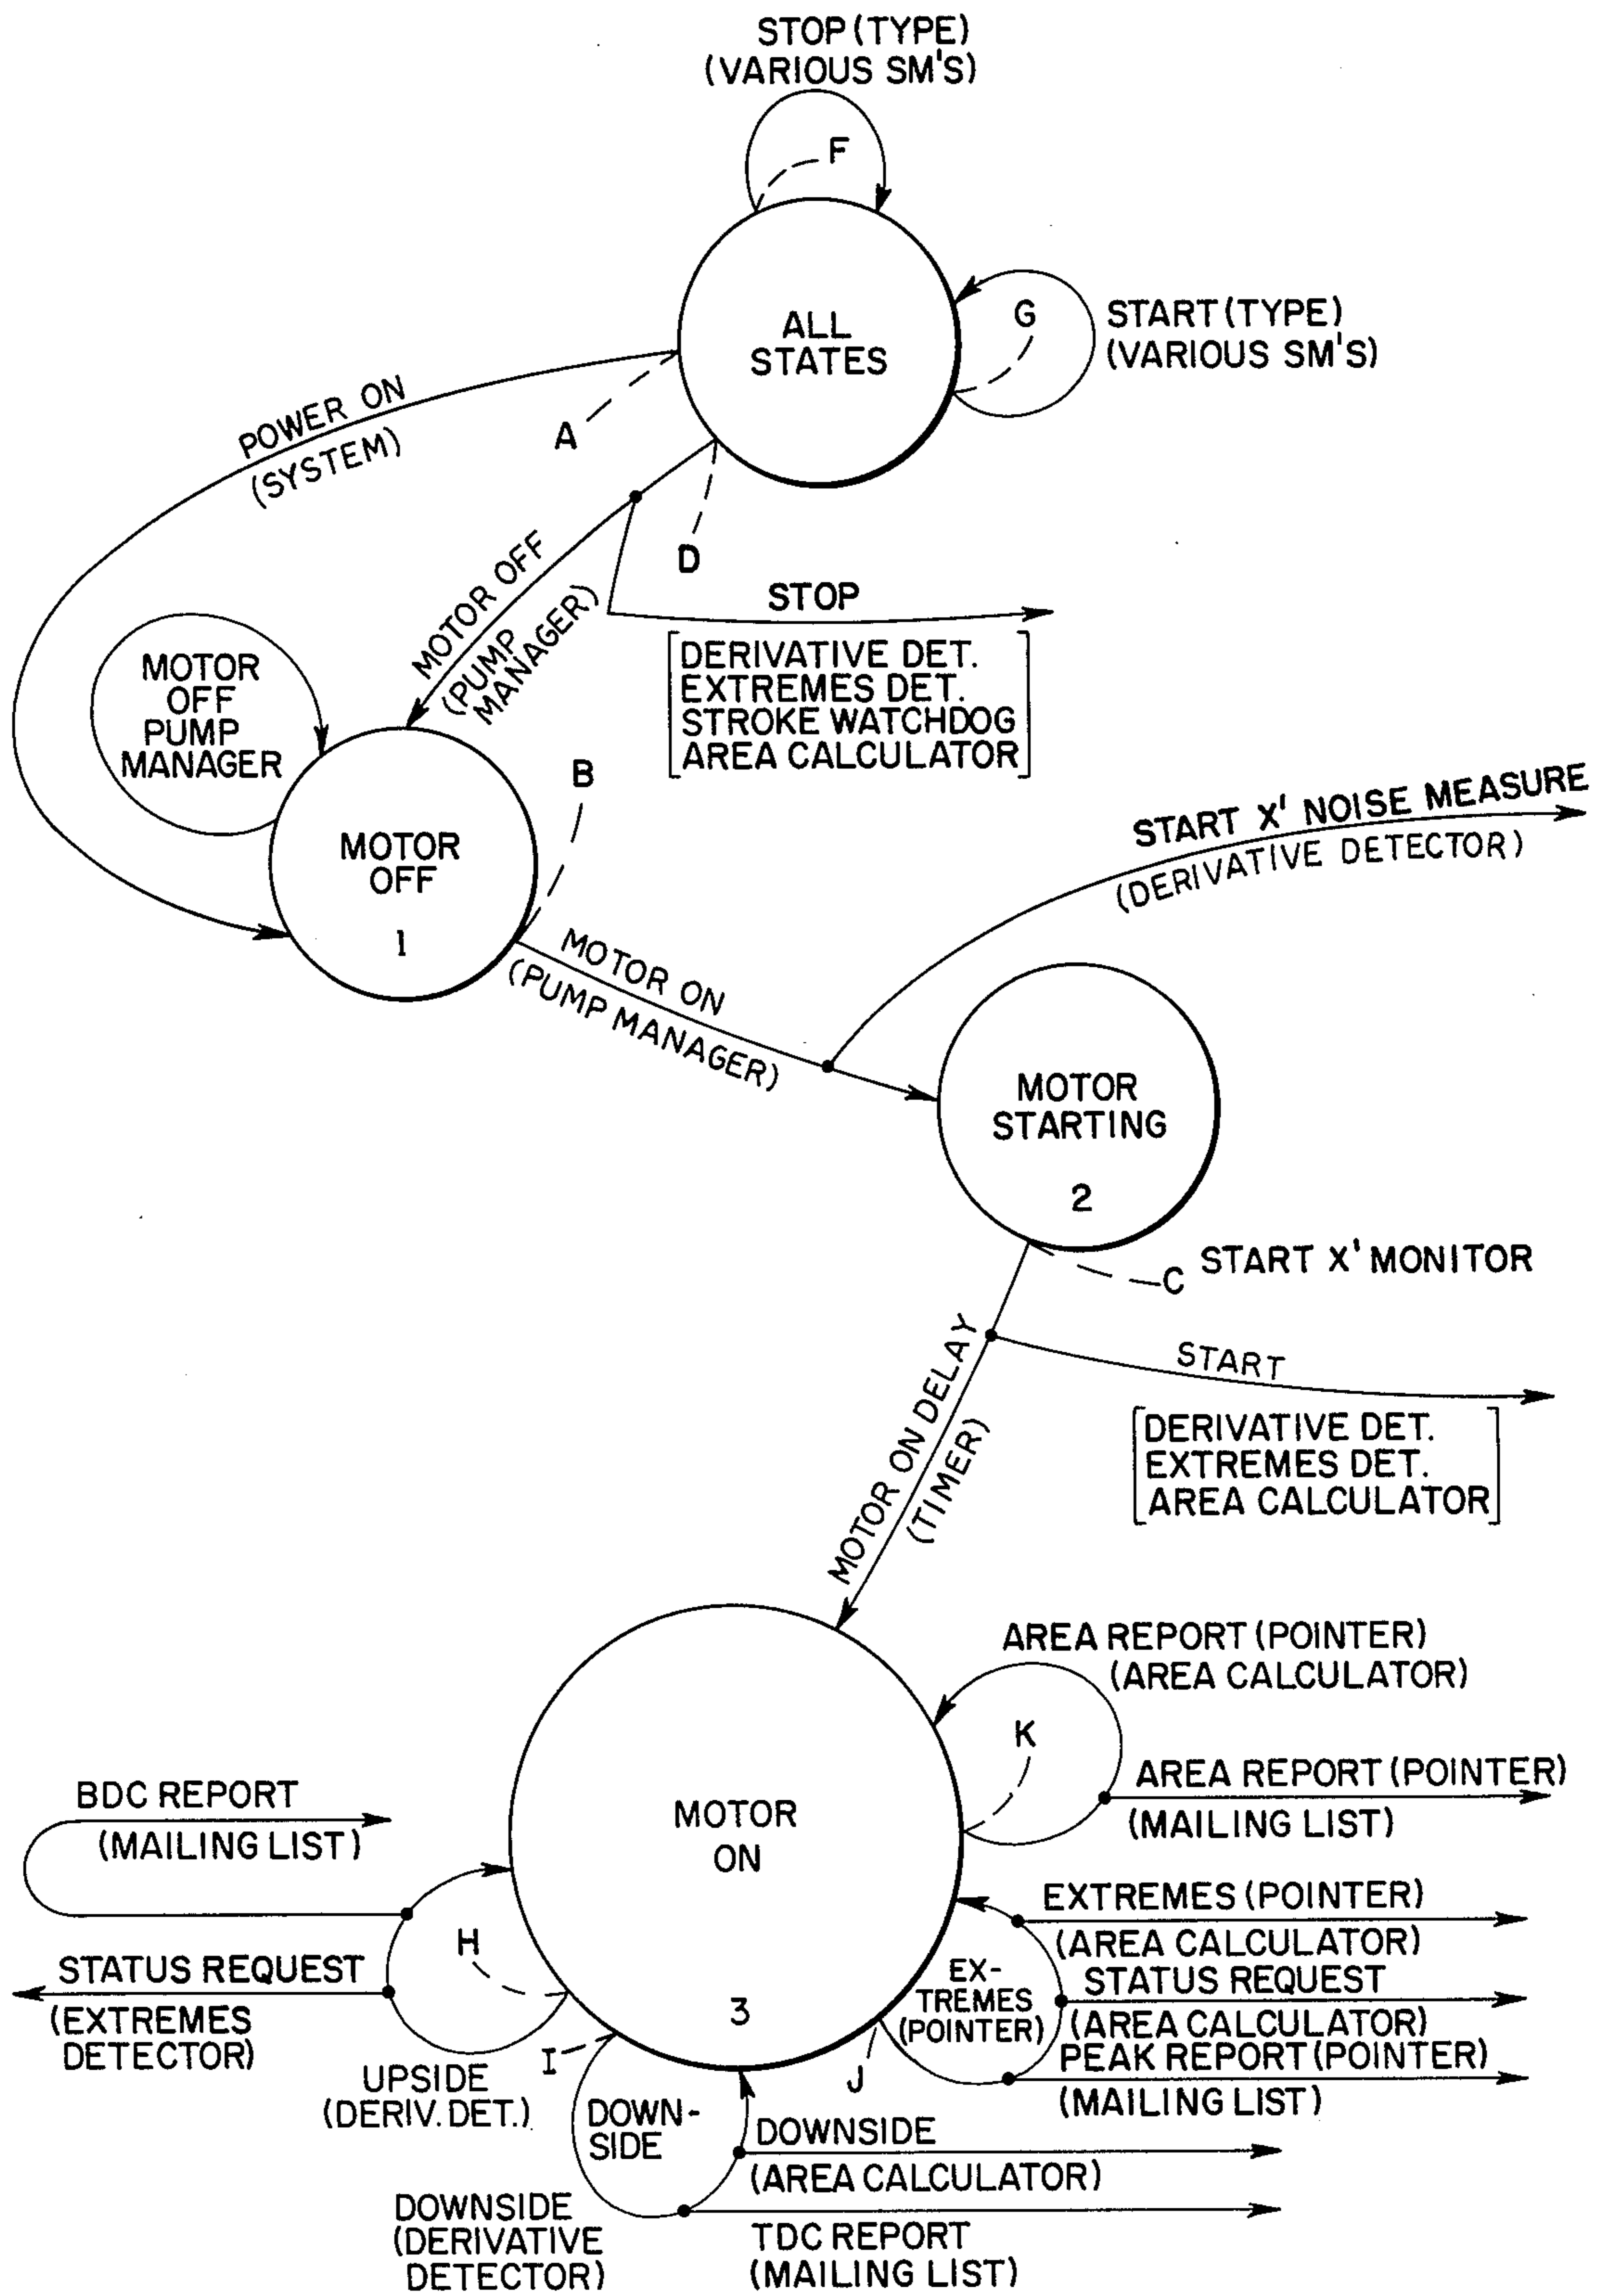 STOP (TYPE)
(VARIOUS SM'S)
F
ALL
STATES
G
START (TYPE)
(VARIOUS SM'S)
POWER ON
(SYSTEM)
A
D
MOTOR OFF
(PUMP
MANAGER)
STOP
DERIVATIVE DET.
EXTREMES DET.
STROKE WATCHDOG
AREA CALCULATOR
MOTOR
OFF
PUMP
MANAGER
B
MOTOR
OFF
1
START X' NOISE MEASURE
(DERIVATIVE DETECTOR)
MOTOR ON
(PUMP MANAGER)
MOTOR
STARTING
2
C START X' MONITOR
MOTOR ON DELAY
(TIMER)
START
DERIVATIVE DET.
EXTREMES DET.
AREA CALCULATOR
AREA REPORT (POINTER)
(AREA CALCULATOR)
K
AREA REPORT (POINTER)
(MAILING LIST)
MOTOR
ON
3
BDC REPORT
(MAILING LIST)
H
STATUS REQUEST
(EXTREMES
DETECTOR)
UPSIDE
(DERIV. DET.)
I
EX-
TREMES
(POINTER)
J
EXTREMES (POINTER)
(AREA CALCULATOR)
STATUS REQUEST
(AREA CALCULATOR)
PEAK REPORT (POINTER)
(MAILING LIST)
DOWN-
SIDE
DOWNSIDE
(AREA CALCULATOR)
DOWNSIDE
(DERIVATIVE
DETECTOR)
TDC REPORT
(MAILING LIST)